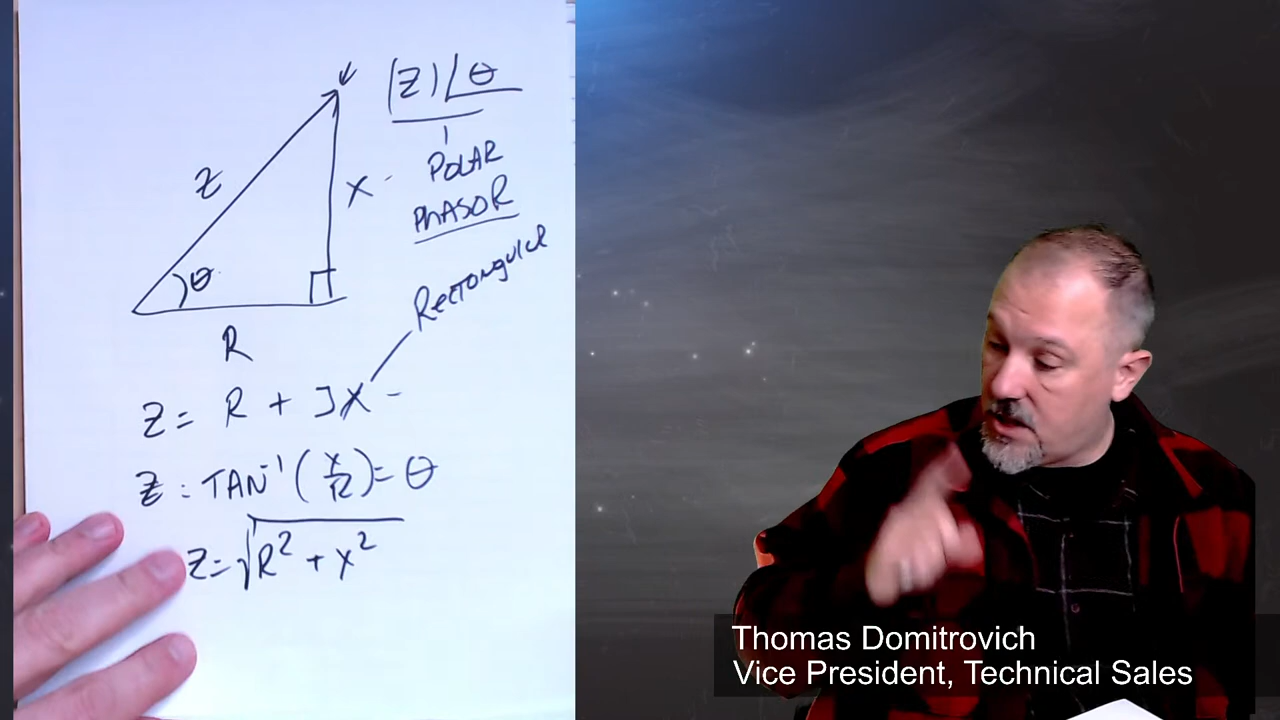 |Z| ∠θ
POLAR
PHASOR
Z
X -
θ
Rectangular
R
Z = R + JX -
Z = TAN⁻¹ (X/R) = θ
Z = √R² + X²
Thomas Domitrovich
Vice President, Technical Sales